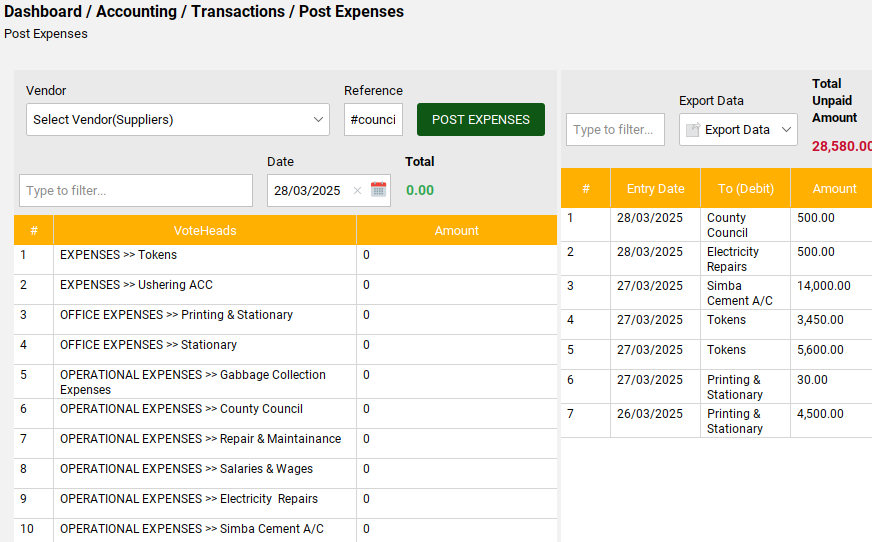 Dashboard / Accounting / Transactions / Post Expenses
Post Expenses
Vendor
Reference
Select Vendor(Suppliers)
#counci
POST EXPENSES
Date
Total
Type to filter...
28/03/2025
0.00
# VoteHeads Amount
1 EXPENSES >> Tokens 0
2 EXPENSES >> Ushering ACC 0
3 OFFICE EXPENSES >> Printing & Stationary 0
4 OFFICE EXPENSES >> Stationary 0
5 OPERATIONAL EXPENSES >> Gabbage Collection 0
Expenses
6 OPERATIONAL EXPENSES >> County Council 0
7 OPERATIONAL EXPENSES >> Repair & Maintainance 0
8 OPERATIONAL EXPENSES >> Salaries & Wages 0
9 OPERATIONAL EXPENSES >> Electricity Repairs 0
10 OPERATIONAL EXPENSES >> Simba Cement A/C 0
Total
Unpaid
Amount
Export Data
Type to filter...
Export Data
28,580.00
# Entry Date To (Debit) Amount
1 28/03/2025 County 500.00
Council
2 28/03/2025 Electricity 500.00
Repairs
3 27/03/2025 Simba 14,000.00
Cement A/C
4 27/03/2025 Tokens 3,450.00
5 27/03/2025 Tokens 5,600.00
6 27/03/2025 Printing & 30.00
Stationary
7 26/03/2025 Printing & 4,500.00
Stationary